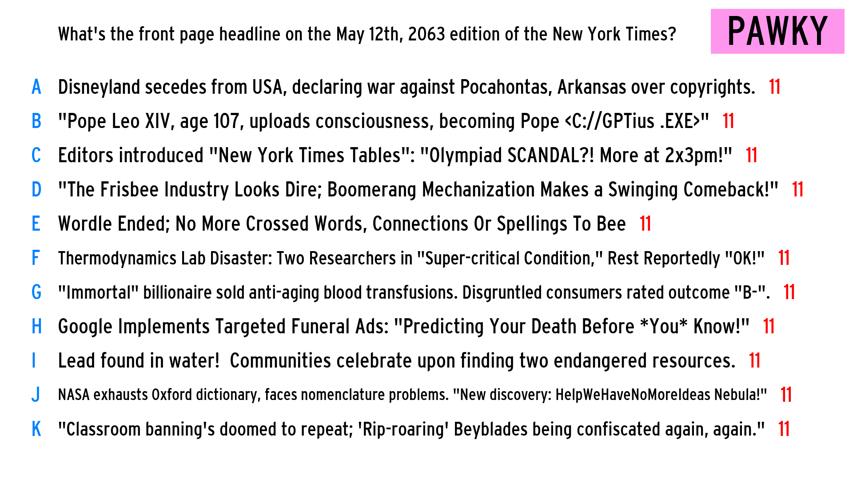 What's the front page headline on the May 12th, 2063 edition of the New York Times?
PAWKY
A Disneyland secedes from USA, declaring war against Pocahontas, Arkansas over copyrights. 11
B "Pope Leo XIV, age 107, uploads consciousness, becoming Pope <C://GPTius .EXE>" 11
C Editors introduced "New York Times Tables": "Olympiad SCANDAL?! More at 2x3pm!" 11
D "The Frisbee Industry Looks Dire; Boomerang Mechanization Makes a Swinging Comeback!" 11
E Wordle Ended; No More Crossed Words, Connections Or Spellings To Bee 11
F Thermodynamics Lab Disaster: Two Researchers in "Super-critical Condition," Rest Reportedly "OK!" 11
G "Immortal" billionaire sold anti-aging blood transfusions. Disgruntled consumers rated outcome "B-". 11
H Google Implements Targeted Funeral Ads: "Predicting Your Death Before *You* Know!" 11
I Lead found in water!  Communities celebrate upon finding two endangered resources. 11
J NASA exhausts Oxford dictionary, faces nomenclature problems. "New discovery: HelpWeHaveNoMoreIdeas Nebula!" 11
K "Classroom banning's doomed to repeat; 'Rip-roaring' Beyblades being confiscated again, again." 11